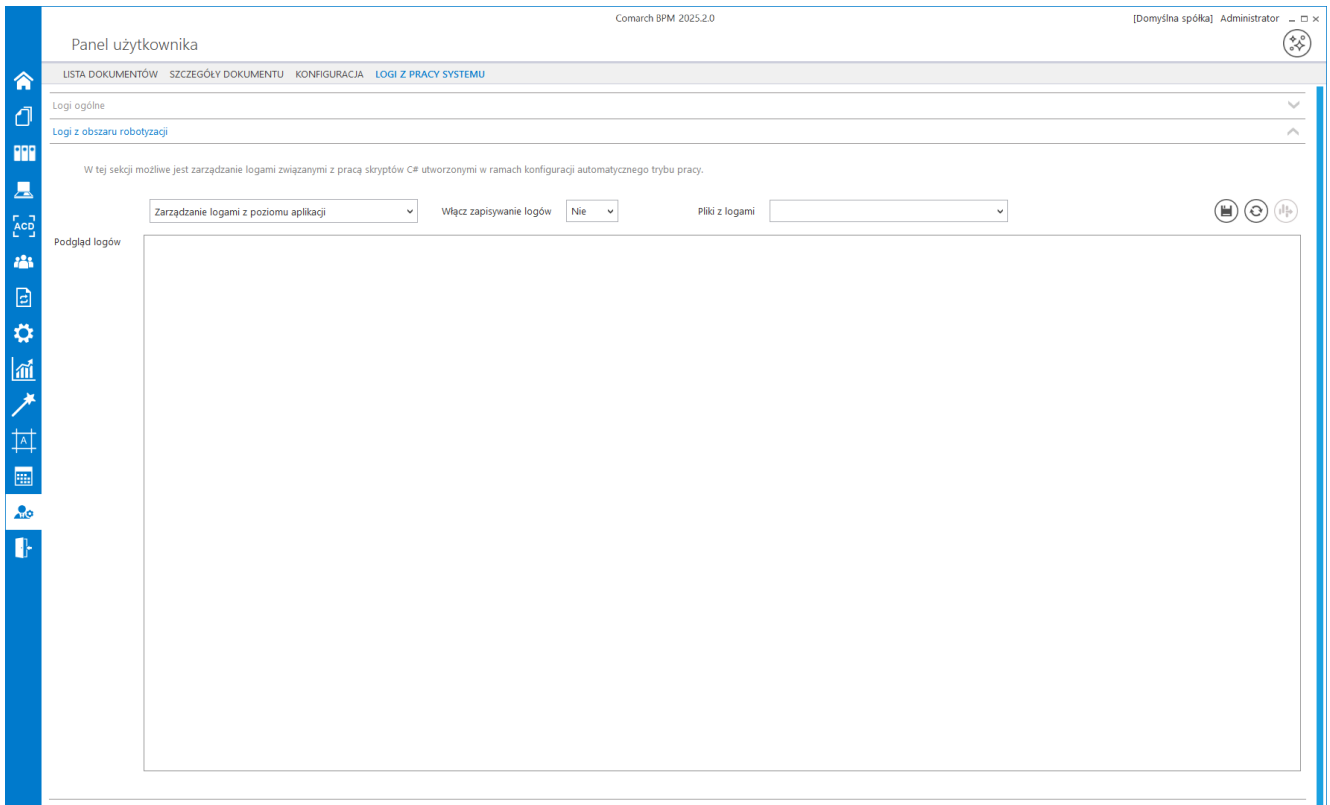 Comarch BPM 2025.2.0
[Domyślna spółka] Administrator
Panel użytkownika
LISTA DOKUMENTÓW SZCZEGÓŁY DOKUMENTU KONFIGURACJA LOGI Z PRACY SYSTEMU
Logi ogólne
Logi z obszaru robotyzacji
W tej sekcji możliwe jest zarządzanie logami związanymi z pracą skryptów C# utworzonymi w ramach konfiguracji automatycznego trybu pracy.
Zarządzanie logami z poziomu aplikacji Włącz zapisywanie logów Nie Pliki z logami
ACD
Podgląd logów
A